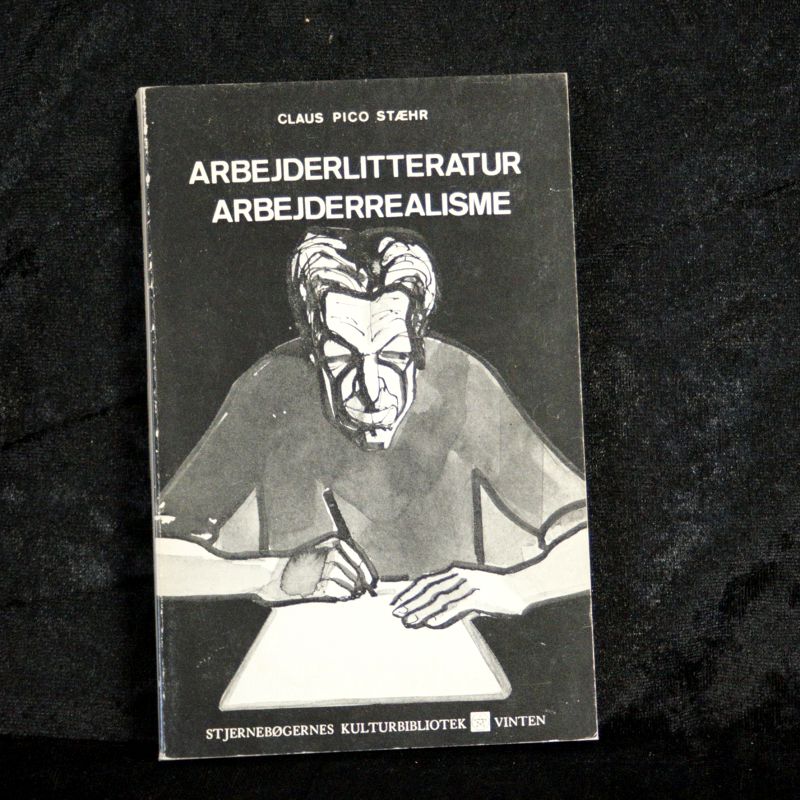 CLAUS PICO STÆHR
ARBEJDERLITTERATUR
ARBEJDERREALISME
STJERNEBØGERNES KULTURBIBLIOTEK VINTEN